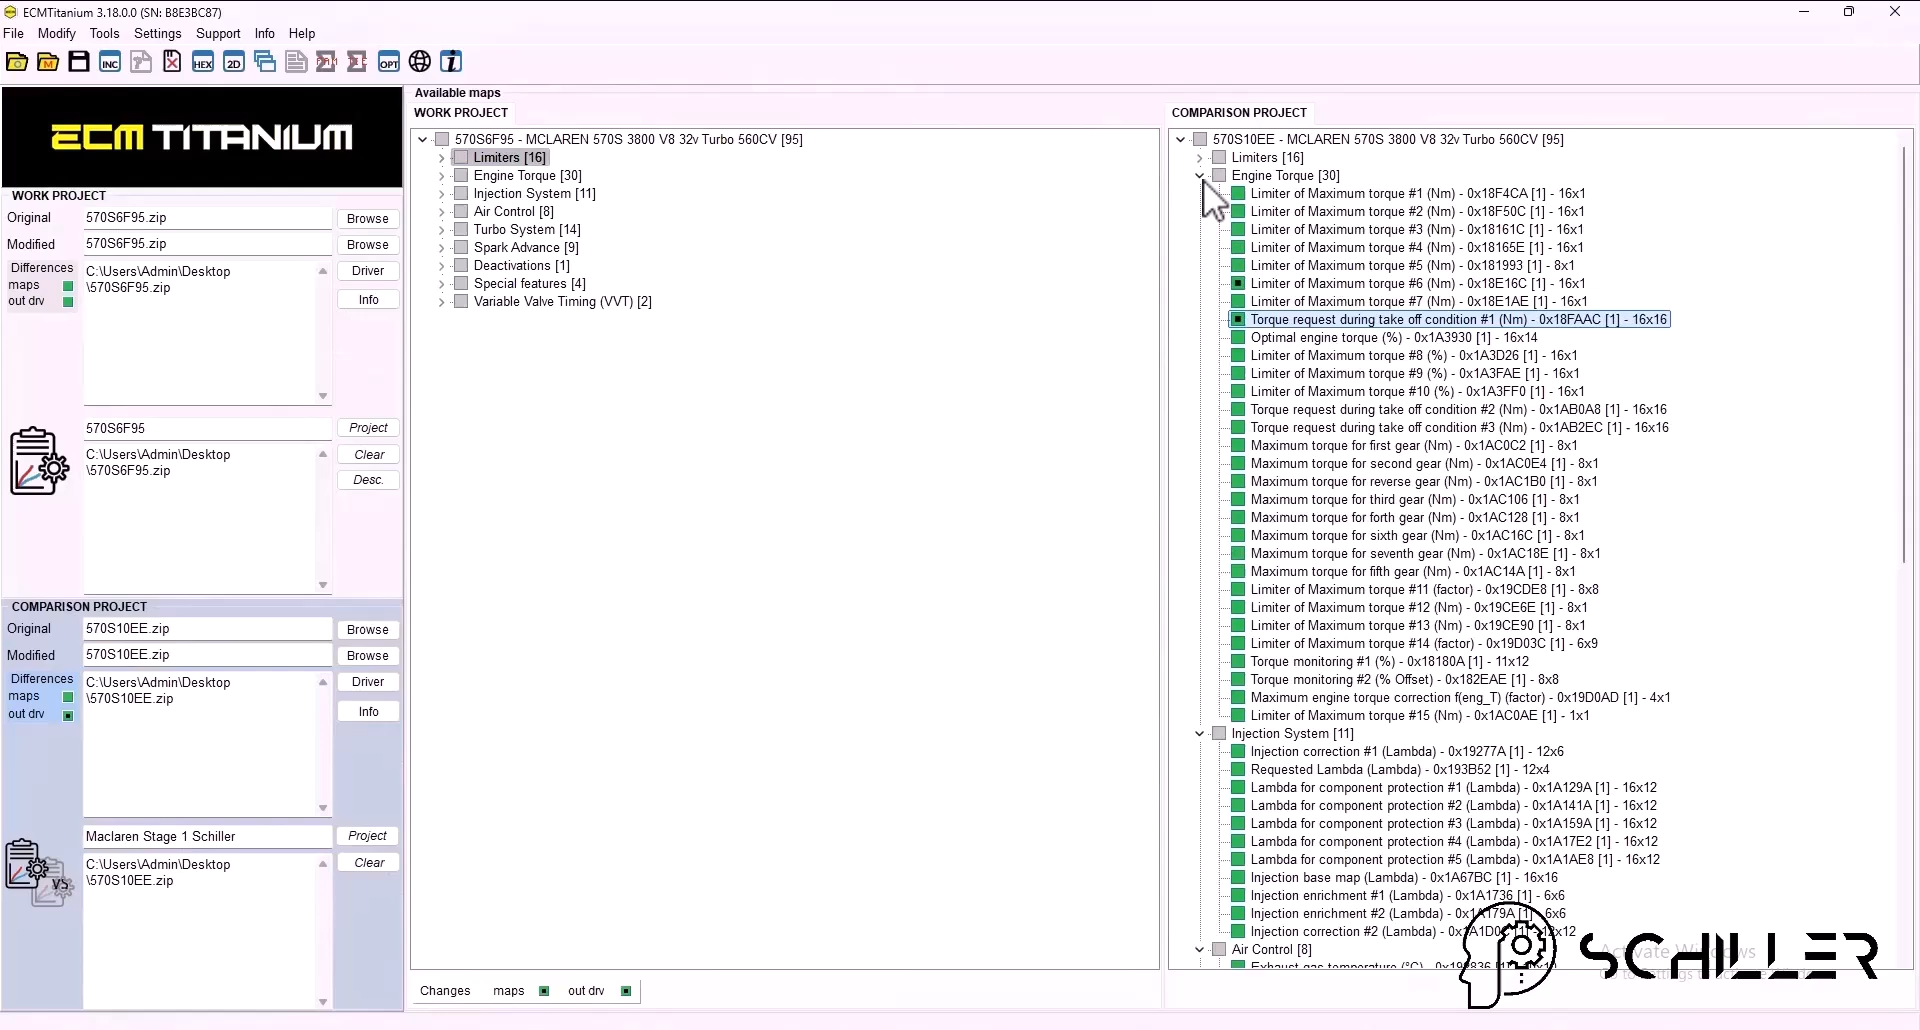 ECMTitanium 3.18.0.0 (SN: B8E3BC87)
File Modify Tools Settings Support Info Help
M INC HEX 2D OPT
ECM TITANIUM
WORK PROJECT
Original 570S6F95.zip Browse
Modified 570S6F95.zip Browse
Differences
maps
out drv
C:\Users\Admin\Desktop
\570S6F95.zip
Driver
Info
570S6F95 Project
C:\Users\Admin\Desktop
\570S6F95.zip
Clear
Desc.
COMPARISON PROJECT
Original 570S10EE.zip Browse
Modified 570S10EE.zip Browse
Differences
maps
out drv
C:\Users\Admin\Desktop
\570S10EE.zip
Driver
Info
Maclaren Stage 1 Schiller Project
C:\Users\Admin\Desktop
\570S10EE.zip
Clear
VS
Available maps
WORK PROJECT
570S6F95 - MCLAREN 570S 3800 V8 32v Turbo 560CV [95]
Limiters [16]
Engine Torque [30]
Injection System [11]
Air Control [8]
Turbo System [14]
Spark Advance [9]
Deactivations [1]
Special features [4]
Variable Valve Timing (VVT) [2]
Changes maps out drv
COMPARISON PROJECT
570S10EE - MCLAREN 570S 3800 V8 32v Turbo 560CV [95]
Limiters [16]
Engine Torque [30]
Limiter of Maximum torque #1 (Nm) - 0x18F4CA [1] - 16x1
Limiter of Maximum torque #2 (Nm) - 0x18F50C [1] - 16x1
Limiter of Maximum torque #3 (Nm) - 0x18161C [1] - 16x1
Limiter of Maximum torque #4 (Nm) - 0x18165E [1] - 16x1
Limiter of Maximum torque #5 (Nm) - 0x181993 [1] - 8x1
Limiter of Maximum torque #6 (Nm) - 0x18E16C [1] - 16x1
Limiter of Maximum torque #7 (Nm) - 0x18E1AE [1] - 16x1
Torque request during take off condition #1 (Nm) - 0x18FAAC [1] - 16x16
Optimal engine torque (%) - 0x1A3930 [1] - 16x14
Limiter of Maximum torque #8 (%) - 0x1A3D26 [1] - 16x1
Limiter of Maximum torque #9 (%) - 0x1A3FAE [1] - 16x1
Limiter of Maximum torque #10 (%) - 0x1A3FF0 [1] - 16x1
Torque request during take off condition #2 (Nm) - 0x1AB0A8 [1] - 16x16
Torque request during take off condition #3 (Nm) - 0x1AB2EC [1] - 16x16
Maximum torque for first gear (Nm) - 0x1AC0C2 [1] - 8x1
Maximum torque for second gear (Nm) - 0x1AC0E4 [1] - 8x1
Maximum torque for reverse gear (Nm) - 0x1AC1B0 [1] - 8x1
Maximum torque for third gear (Nm) - 0x1AC106 [1] - 8x1
Maximum torque for forth gear (Nm) - 0x1AC128 [1] - 8x1
Maximum torque for sixth gear (Nm) - 0x1AC16C [1] - 8x1
Maximum torque for seventh gear (Nm) - 0x1AC18E [1] - 8x1
Maximum torque for fifth gear (Nm) - 0x1AC14A [1] - 8x1
Limiter of Maximum torque #11 (factor) - 0x19CDE8 [1] - 8x8
Limiter of Maximum torque #12 (Nm) - 0x19CE6E [1] - 8x1
Limiter of Maximum torque #13 (Nm) - 0x19CE90 [1] - 8x1
Limiter of Maximum torque #14 (factor) - 0x19D03C [1] - 6x9
Torque monitoring #1 (%) - 0x18180A [1] - 11x12
Torque monitoring #2 (% Offset) - 0x182EAE [1] - 8x8
Maximum engine torque correction f(eng_T) (factor) - 0x19D0AD [1] - 4x1
Limiter of Maximum torque #15 (Nm) - 0x1AC0AE [1] - 1x1
Injection System [11]
Injection correction #1 (Lambda) - 0x19277A [1] - 12x6
Requested Lambda (Lambda) - 0x193B52 [1] - 12x4
Lambda for component protection #1 (Lambda) - 0x1A129A [1] - 16x12
Lambda for component protection #2 (Lambda) - 0x1A141A [1] - 16x12
Lambda for component protection #3 (Lambda) - 0x1A159A [1] - 16x12
Lambda for component protection #4 (Lambda) - 0x1A17E2 [1] - 16x12
Lambda for component protection #5 (Lambda) - 0x1A1AE8 [1] - 16x12
Injection base map (Lambda) - 0x1A67BC [1] - 16x16
Injection enrichment #1 (Lambda) - 0x1A1736 [1] - 6x6
Injection enrichment #2 (Lambda) - 0x1A179A [1] - 6x6
Injection correction #2 (Lambda) -
Air Control [8]
Exhaust gas temperature (°C) -
Activate Windows
SCHILLER